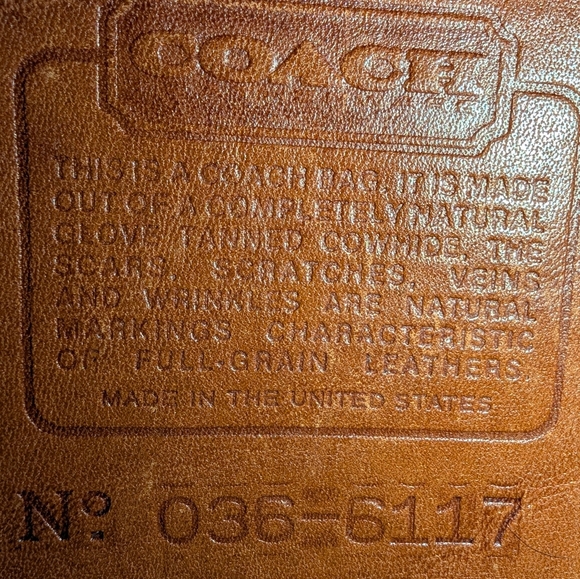 COACH
THIS IS A COACH BAG. IT IS MADE
OUT OF A COMPLETELY NATURAL
GLOVE TANNED COWHIDE. THE
SCARS, SCRATCHES, VEINS
AND WRINKLES ARE NATURAL
MARKINGS CHARACTERISTIC
OF FULL-GRAIN LEATHERS.
MADE IN THE UNITED STATES
No. 036-6117